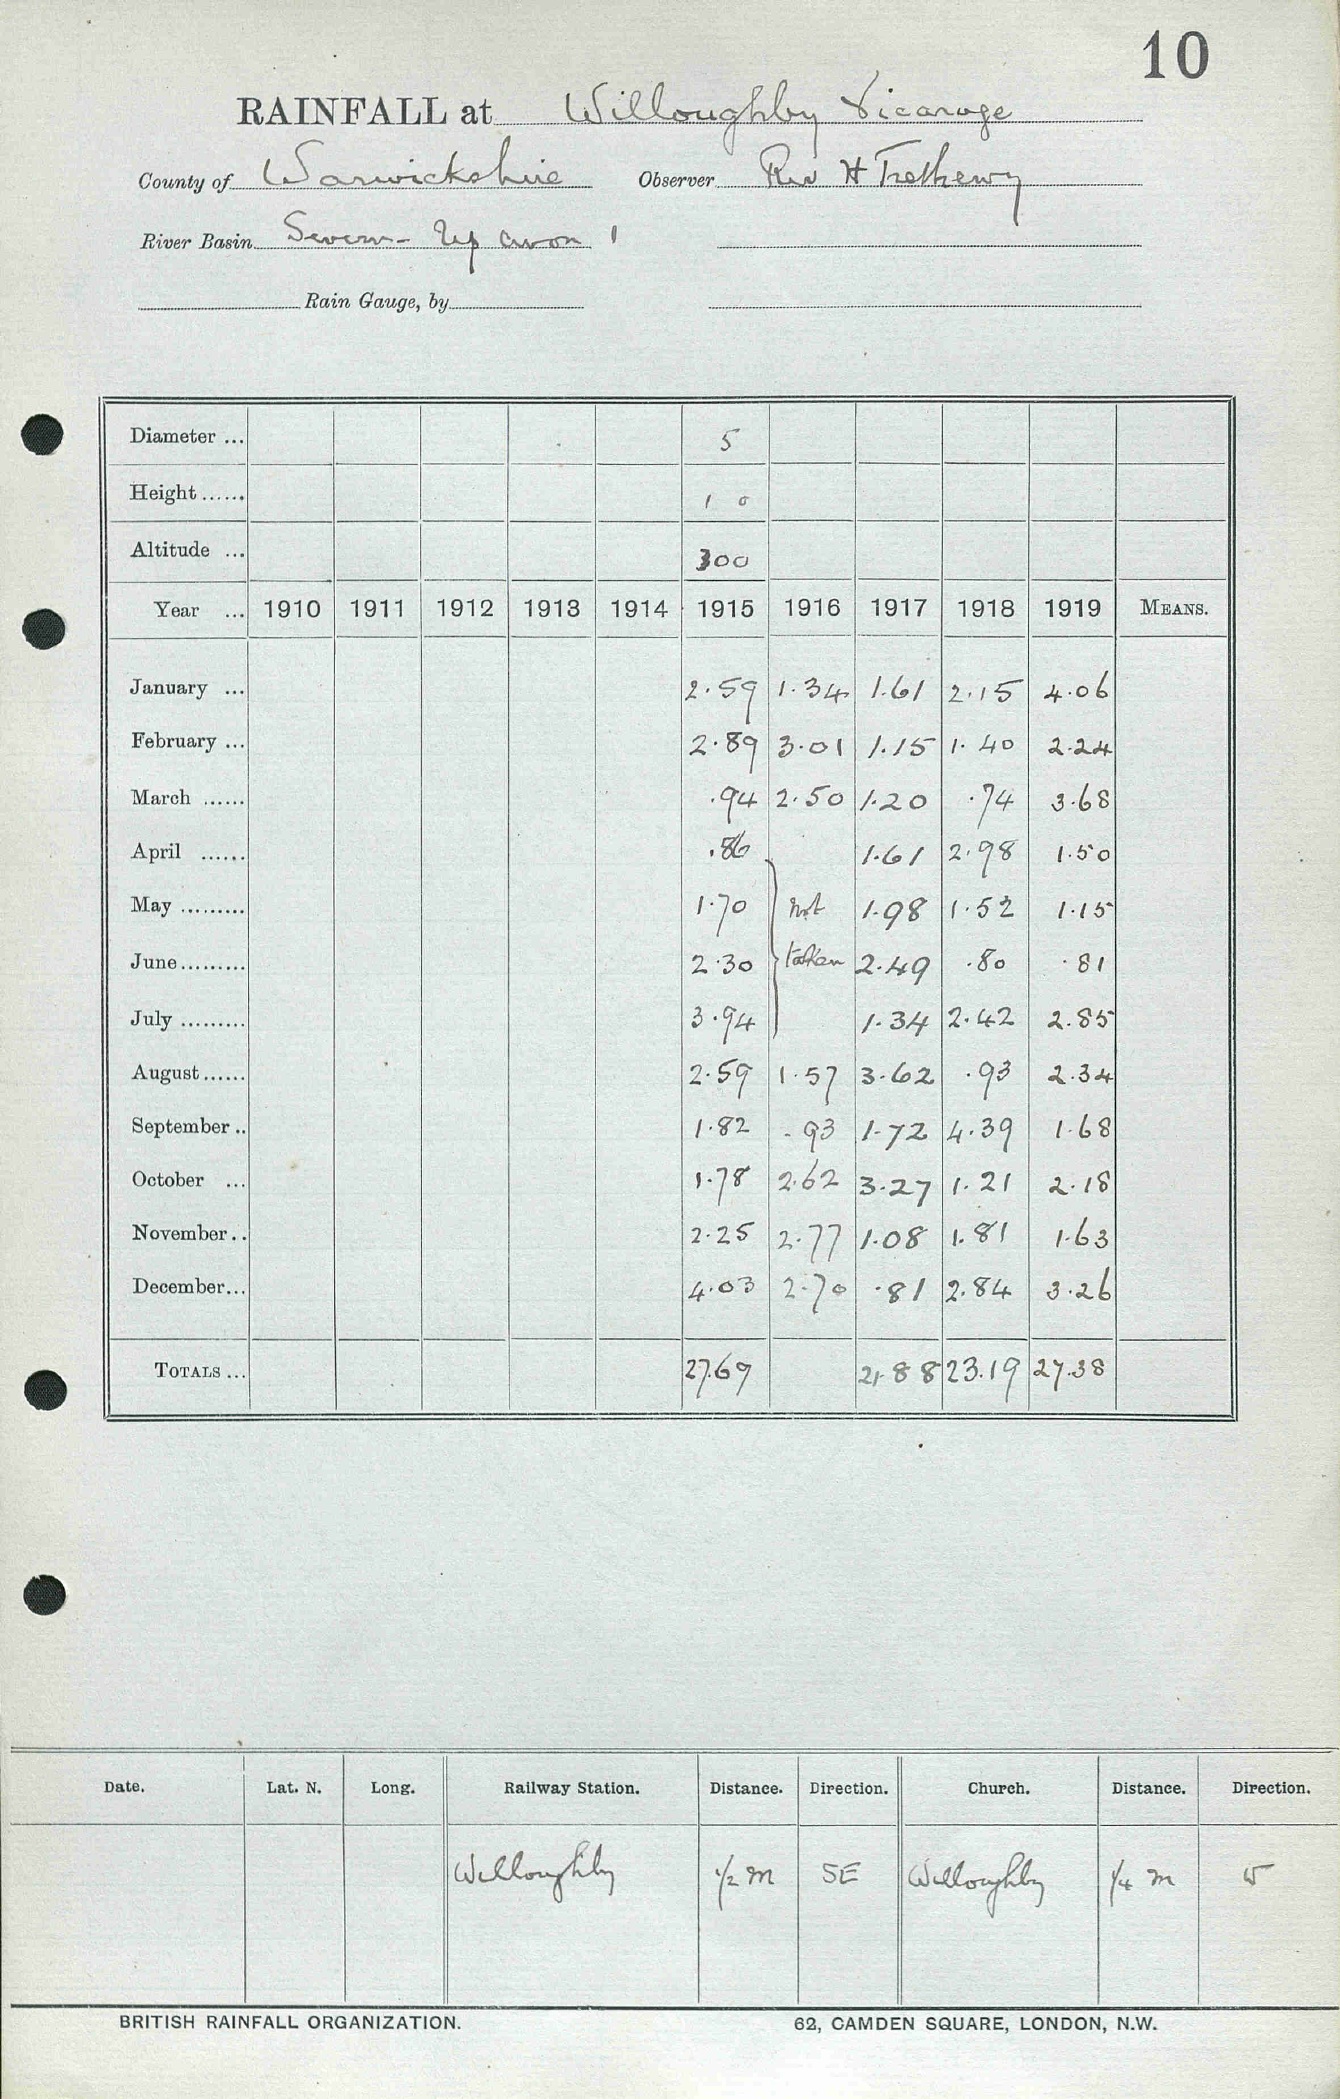 10
RAINFALL at Willoughby Vicarage
County of Warwickshire Observer Rev H Trethewy
River Basin Severn - Up Avon 1
Rain Gauge, by
Diameter ... 5
Height ...... 1 0
Altitude ... 300
Year ... 1910 1911 1912 1913 1914 1915 1916 1917 1918 1919 MEANS.
January ... 2.59 1.34 1.61 2.15 4.06
February ... 2.89 3.01 1.15 1.40 2.24
March ...... .94 2.50 1.20 .74 3.68
April ...... .86 1.61 2.98 1.50
May ......... 1.70 not 1.98 1.52 1.15
June ......... 2.30 taken 2.49 .80 .81
July ......... 3.94 1.34 2.42 2.85
August ...... 2.59 1.57 3.62 .93 2.34
September .. 1.82 .93 1.72 4.39 1.68
October ... 1.78 2.62 3.27 1.21 2.18
November .. 2.25 2.77 1.08 1.81 1.63
December ... 4.03 2.70 .81 2.84 3.26
TOTALS ... 27.69 21.88 23.19 27.38
Date. Lat. N. Long. Railway Station. Distance. Direction. Church. Distance. Direction.
Willoughby 1/2 m SE Willoughby 1/4 m W
BRITISH RAINFALL ORGANIZATION. 62, CAMDEN SQUARE, LONDON, N.W.